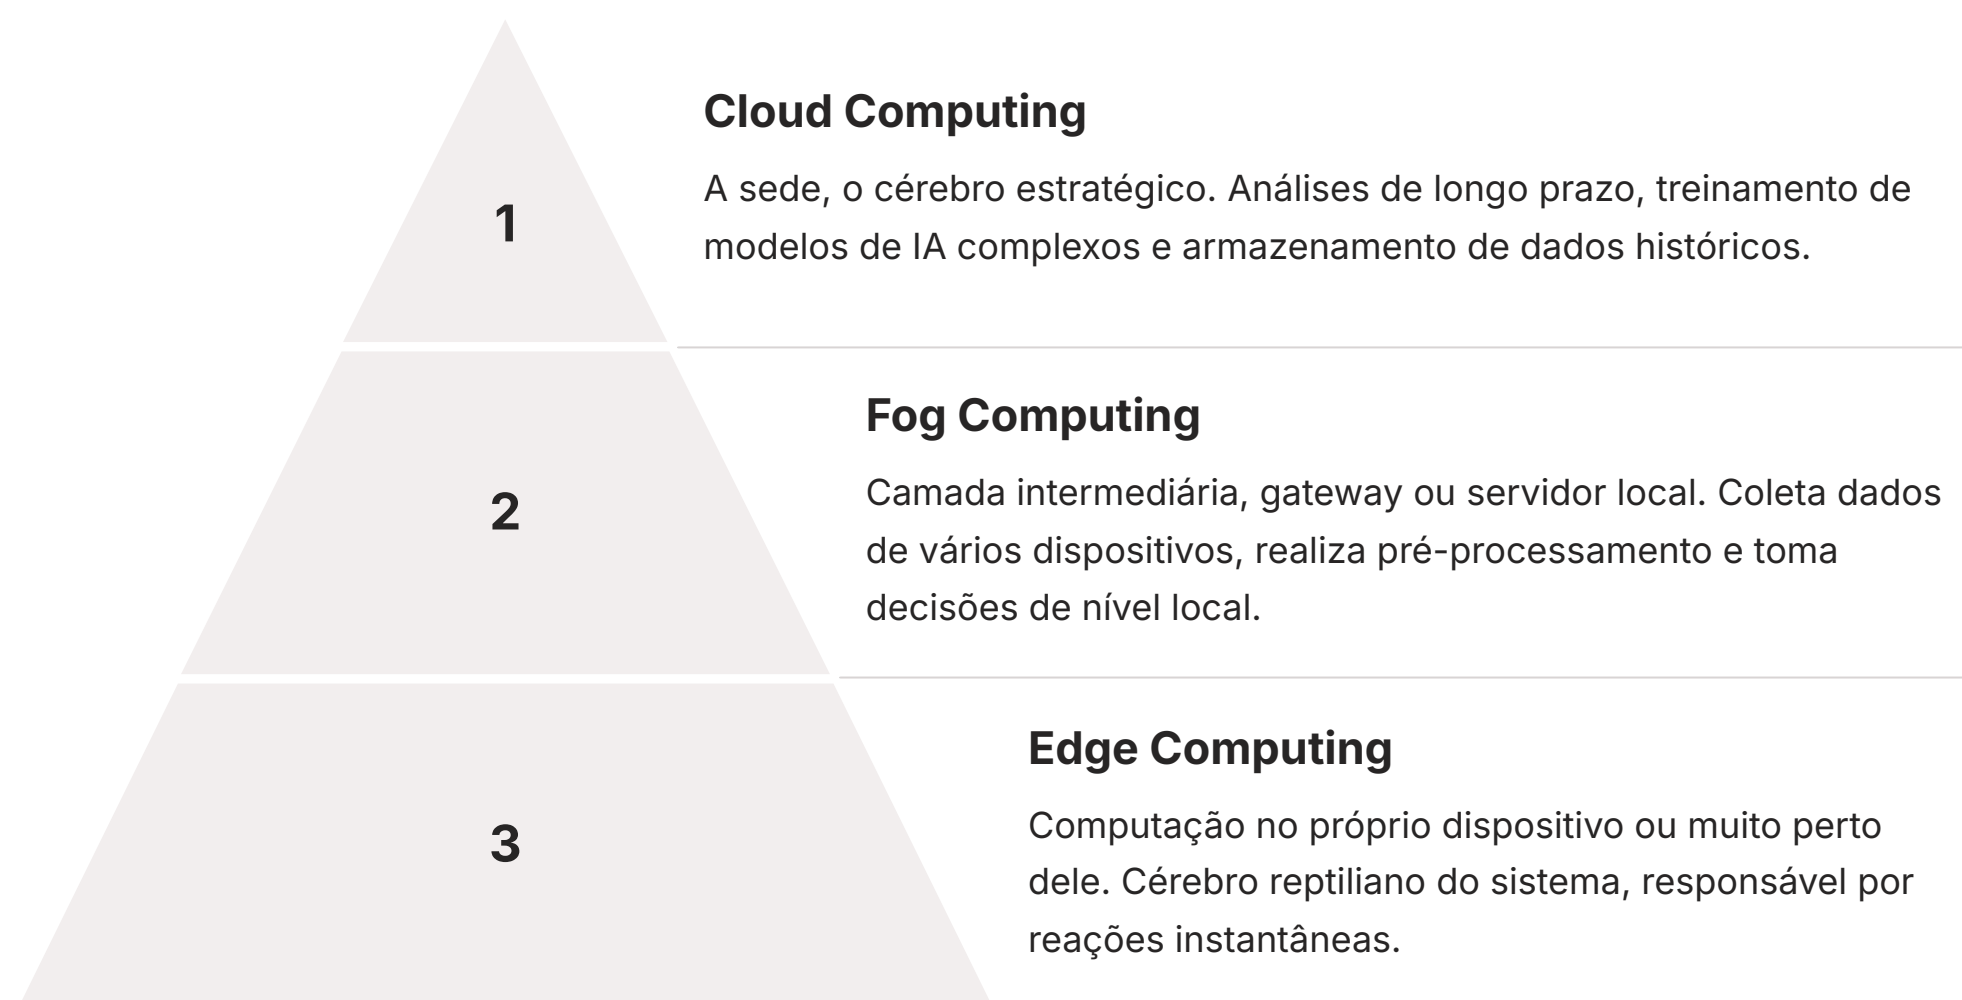 1
Cloud Computing
A sede, o cérebro estratégico. Análises de longo prazo, treinamento de
modelos de IA complexos e armazenamento de dados históricos.
2
Fog Computing
Camada intermediária, gateway ou servidor local. Coleta dados
de vários dispositivos, realiza pré-processamento e toma
decisões de nível local.
3
Edge Computing
Computação no próprio dispositivo ou muito perto
dele. Cérebro reptiliano do sistema, responsável por
reações instantâneas.